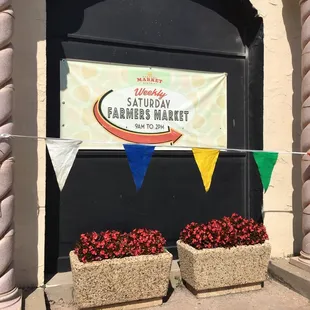 MARKET
Weekly
SATURDAY
FARMERS MARKET
9AM TO 2PM